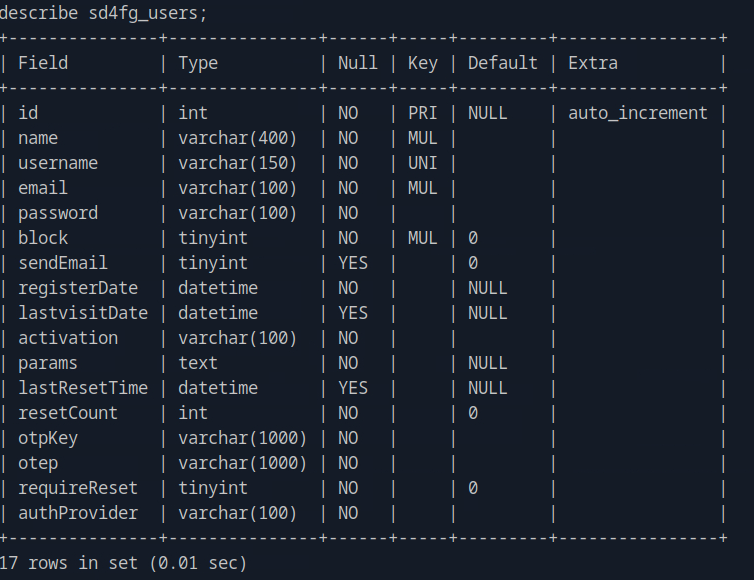 describe sd4fg_users;
+---------------+---------------+------+-----+---------+----------------+
| Field         | Type          | Null | Key | Default | Extra          |
+---------------+---------------+------+-----+---------+----------------+
| id            | int           | NO   | PRI | NULL    | auto_increment |
| name          | varchar(400)  | NO   | MUL |         |                |
| username      | varchar(150)  | NO   | UNI |         |                |
| email         | varchar(100)  | NO   | MUL |         |                |
| password      | varchar(100)  | NO   |     |         |                |
| block         | tinyint       | NO   | MUL | 0       |                |
| sendEmail     | tinyint       | YES  |     | 0       |                |
| registerDate  | datetime      | NO   |     | NULL    |                |
| lastvisitDate | datetime      | YES  |     | NULL    |                |
| activation    | varchar(100)  | NO   |     |         |                |
| params        | text          | NO   |     | NULL    |                |
| lastResetTime | datetime      | YES  |     | NULL    |                |
| resetCount    | int           | NO   |     | 0       |                |
| otpKey        | varchar(1000) | NO   |     |         |                |
| otep          | varchar(1000) | NO   |     |         |                |
| requireReset  | tinyint       | NO   |     | 0       |                |
| authProvider  | varchar(100)  | NO   |     |         |                |
+---------------+---------------+------+-----+---------+----------------+
17 rows in set (0.01 sec)